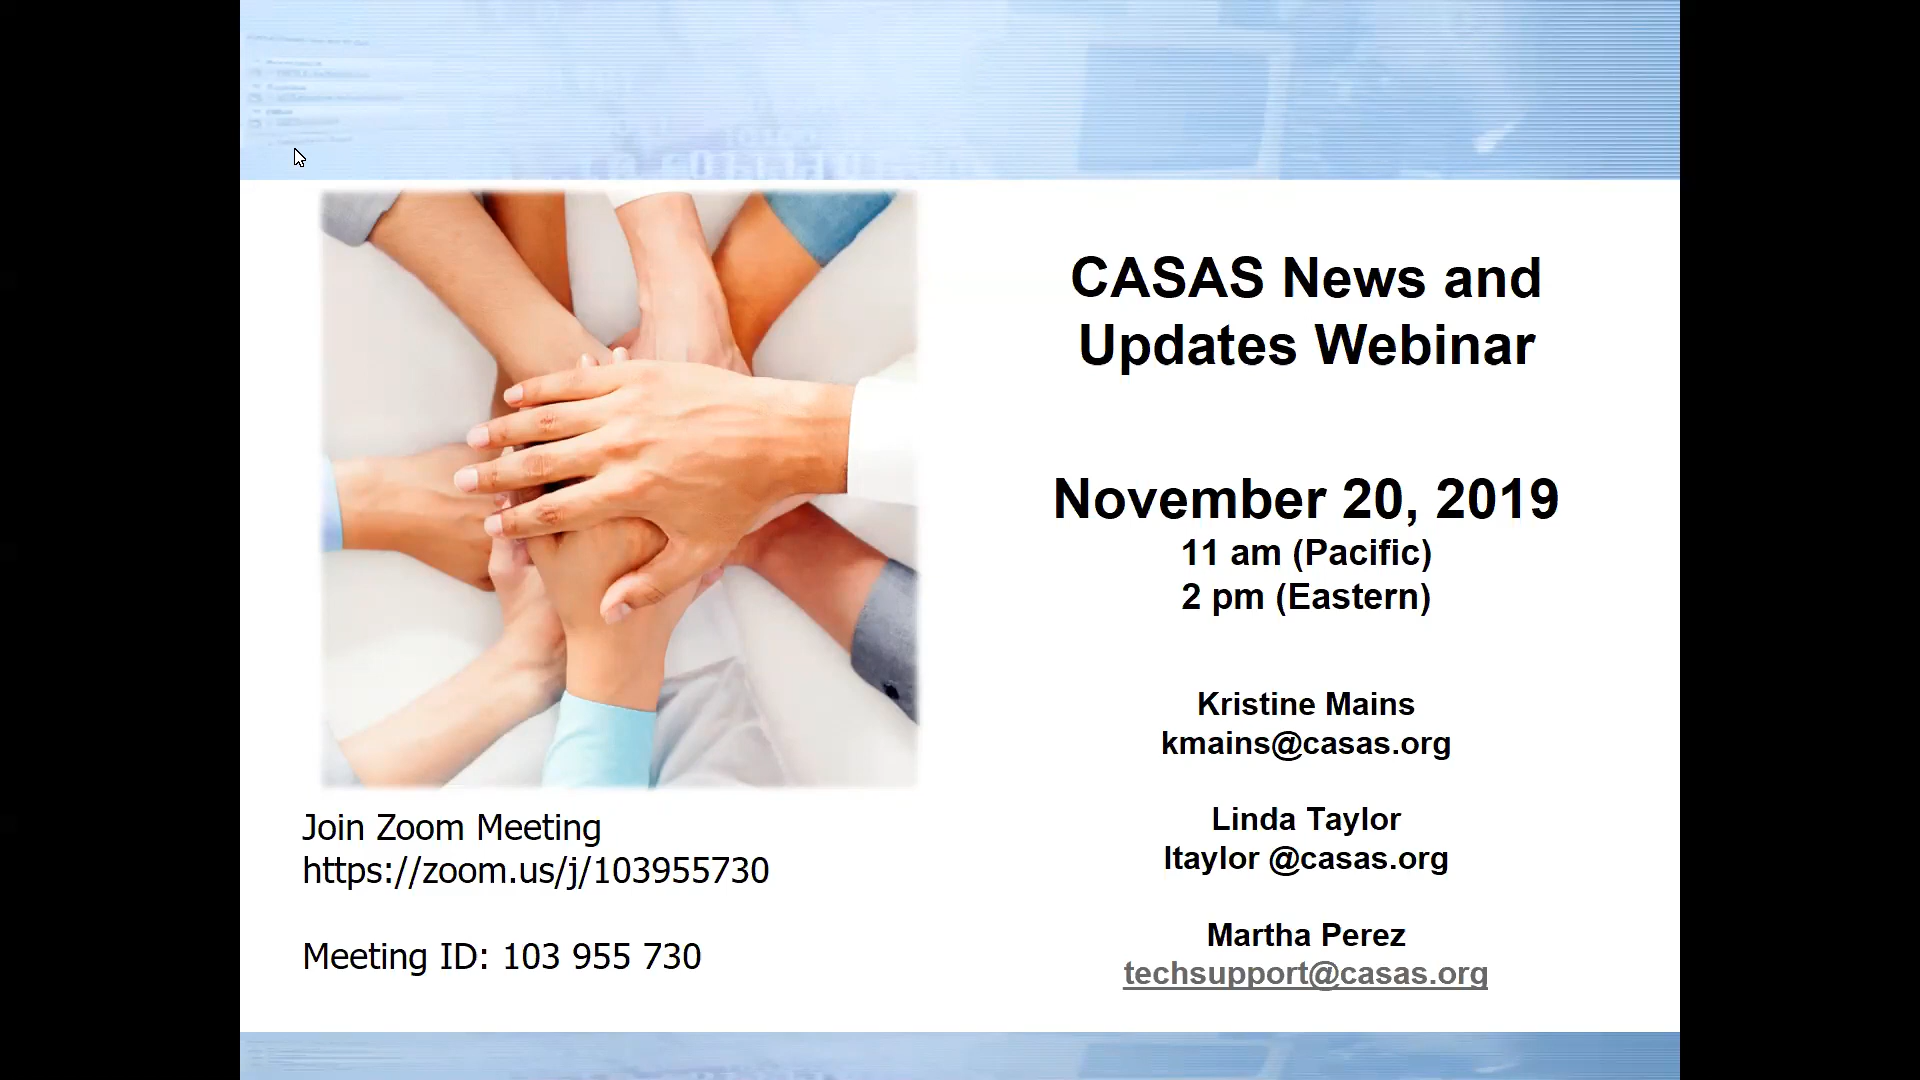 CASAS News and
Updates Webinar
November 20, 2019
11 am (Pacific)
2 pm (Eastern)
Kristine Mains
kmains@casas.org
Linda Taylor
ltaylor @casas.org
Martha Perez
techsupport@casas.org
Join Zoom Meeting
https://zoom.us/j/103955730
Meeting ID: 103 955 730